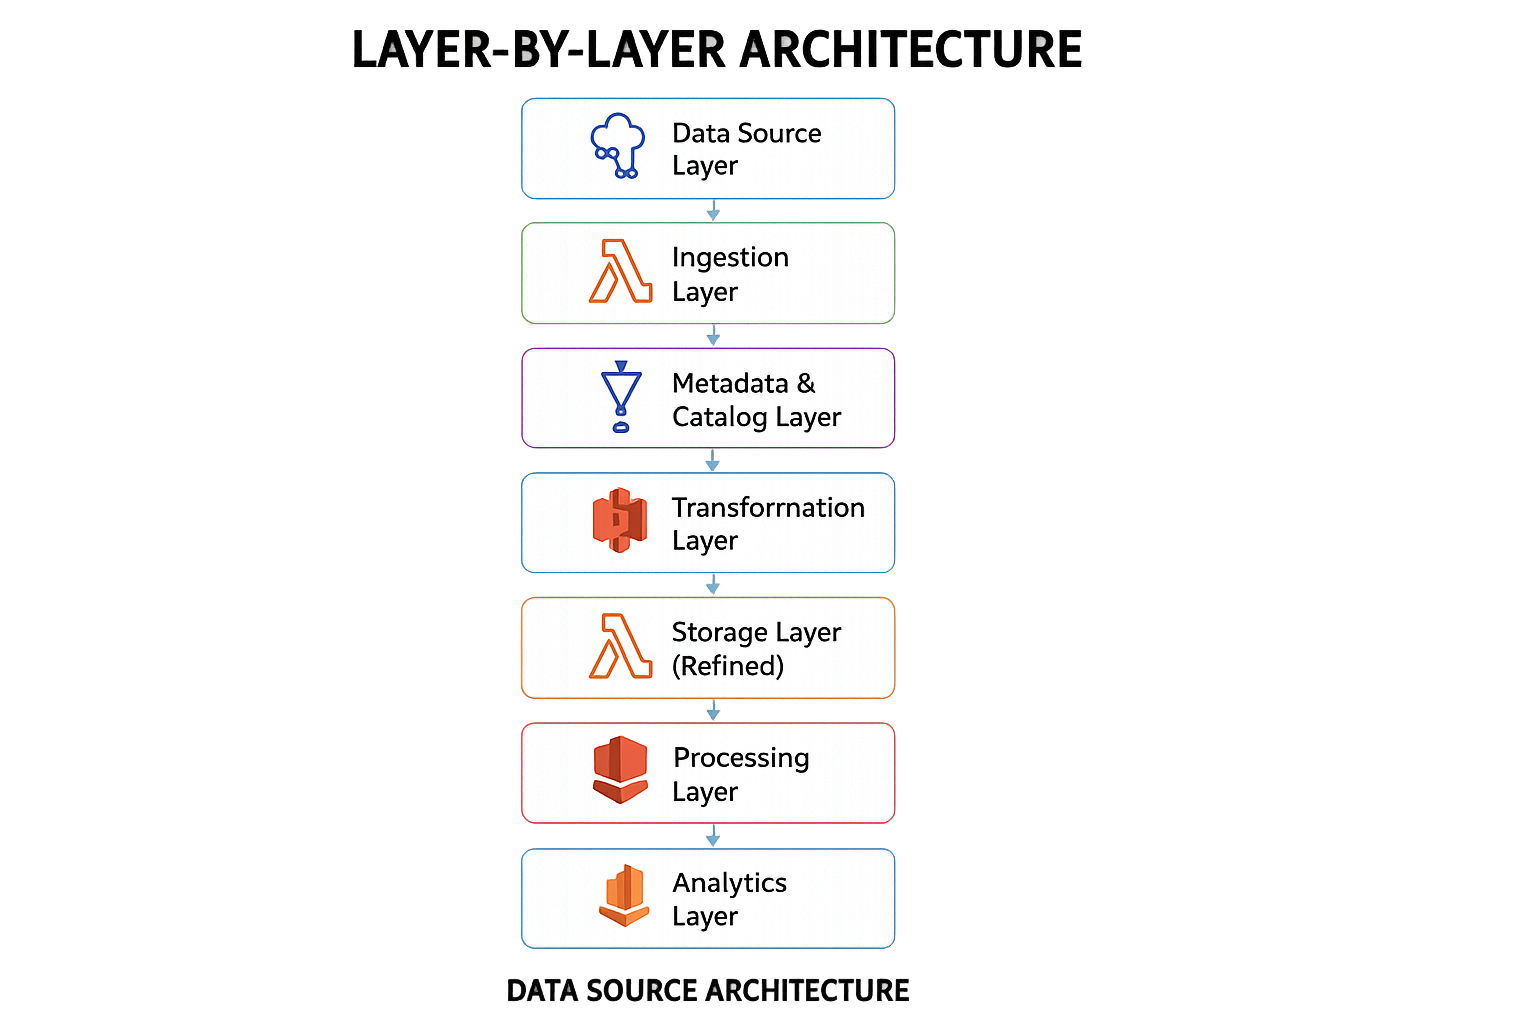 LAYER-BY-LAYER ARCHITECTURE
Data Source
Layer
Ingestion
Layer
Metadata &
Catalog Layer
Transforrnation
Layer
Storage Layer
(Refined)
Processing
Layer
Analytics
Layer
DATA SOURCE ARCHITECTURE